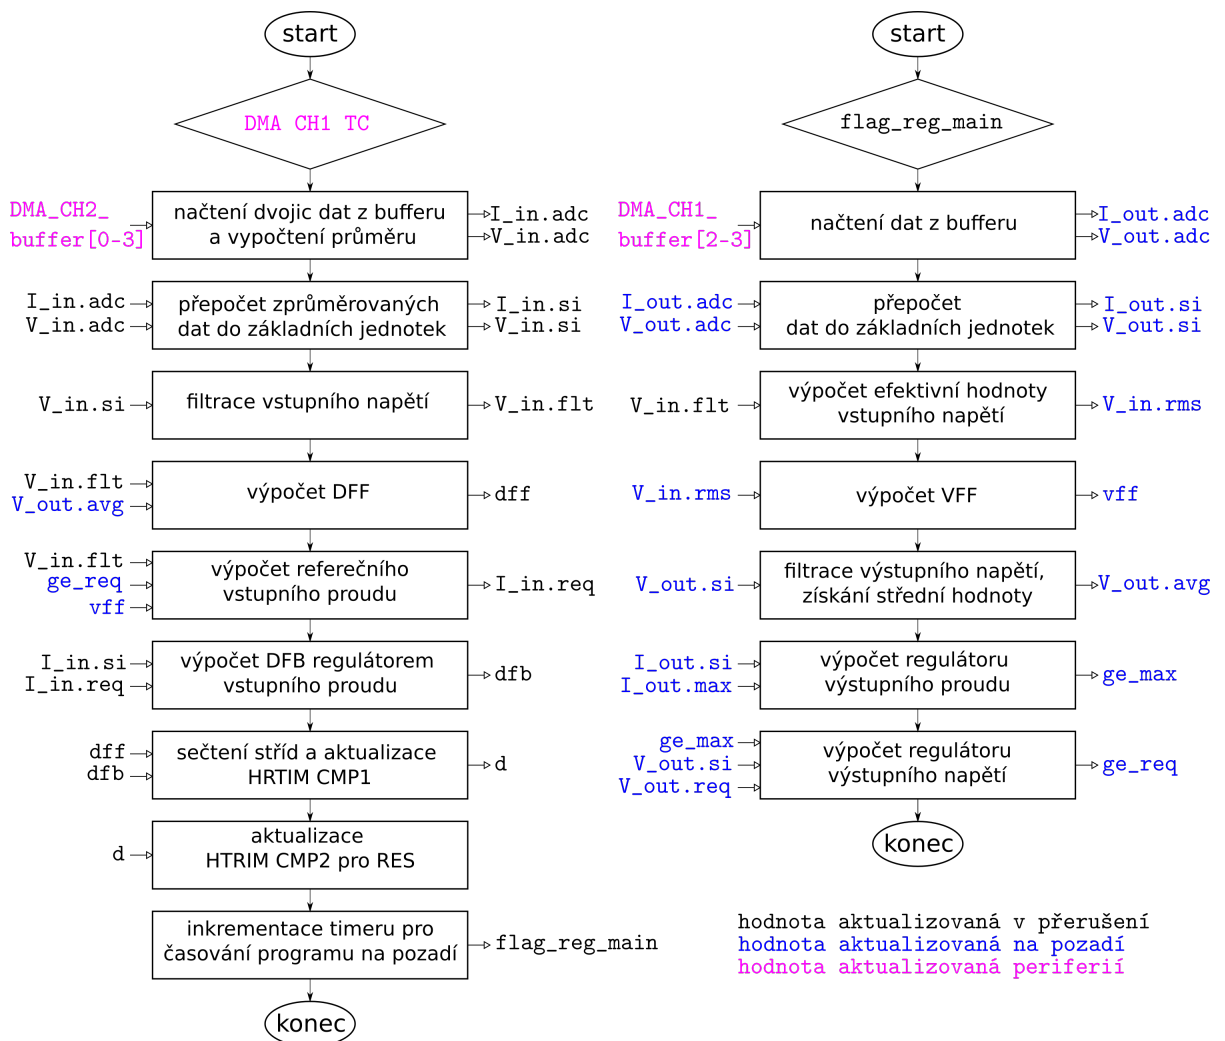 start
DMA CH1 TC
DMA_CH2_
buffer[0-3]
načtení dvojic dat z bufferu
a vypočtení průměru
I_in.adc
V_in.adc
I_in.adc
V_in.adc
přepočet zprůměrovaných
dat do základních jednotek
I_in.si
V_in.si
V_in.si
filtrace vstupního napětí
V_in.flt
V_in.flt
V_out.avg
výpočet DFF
dff
V_in.flt
ge_req
vff
výpočet referečního
vstupního proudu
I_in.req
I_in.si
I_in.req
výpočet DFB regulátorem
vstupního proudu
dfb
dff
dfb
sečtení stříd a aktualizace
HRTIM CMP1
d
d
aktualizace
HTRIM CMP2 pro RES
inkrementace timeru pro
časování programu na pozadí
flag_reg_main
konec
start
flag_reg_main
DMA_CH1_
buffer[2-3]
načtení dat z bufferu
I_out.adc
V_out.adc
I_out.adc
V_out.adc
přepočet
dat do základních jednotek
I_out.si
V_out.si
V_in.flt
výpočet efektivní hodnoty
vstupního napětí
V_in.rms
V_in.rms
výpočet VFF
vff
V_out.si
filtrace výstupního napětí,
získání střední hodnoty
V_out.avg
I_out.si
I_out.max
výpočet regulátoru
výstupního proudu
ge_max
ge_max
V_out.si
V_out.req
výpočet regulátoru
výstupního napětí
ge_req
konec
hodnota aktualizovaná v přerušení
hodnota aktualizovaná na pozadí
hodnota aktualizovaná periferií